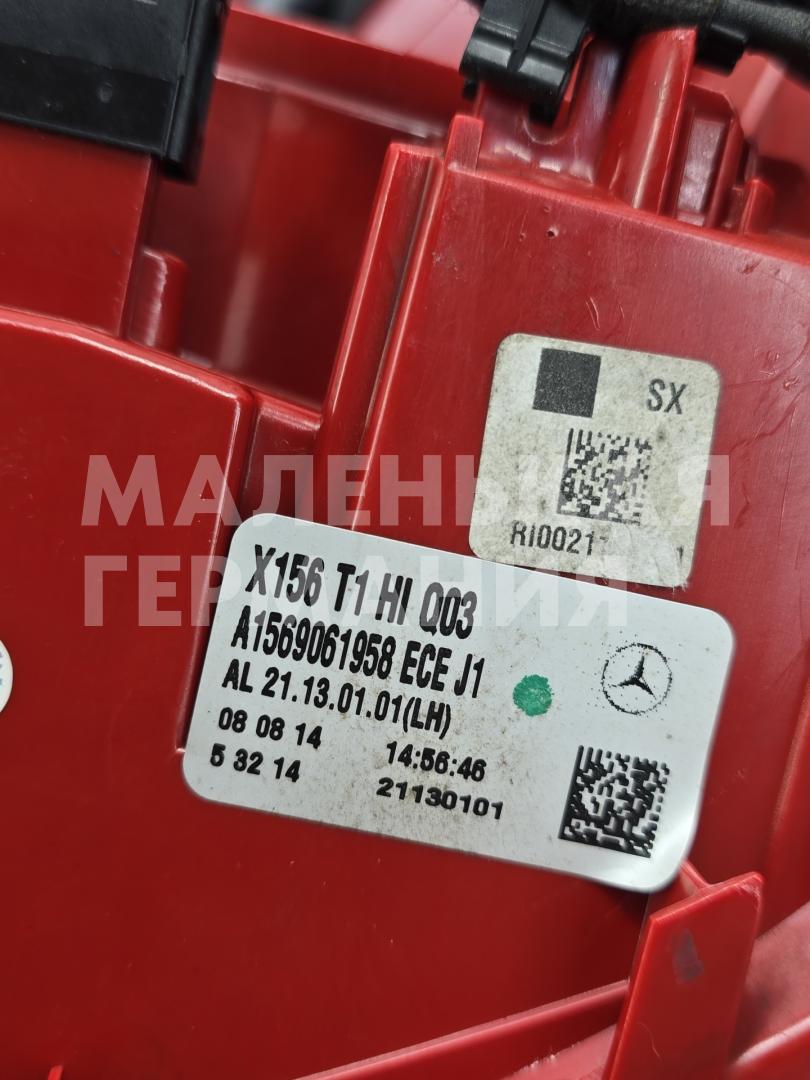 SX
МАЛЕНЬКАЯ
ГЕРМАНИЯ
X156 T1 HI Q03
A1569061958 ECE J1
AL 21.13.01.01(LH)
08 08 14 14:56:46
5 32 14 21130101